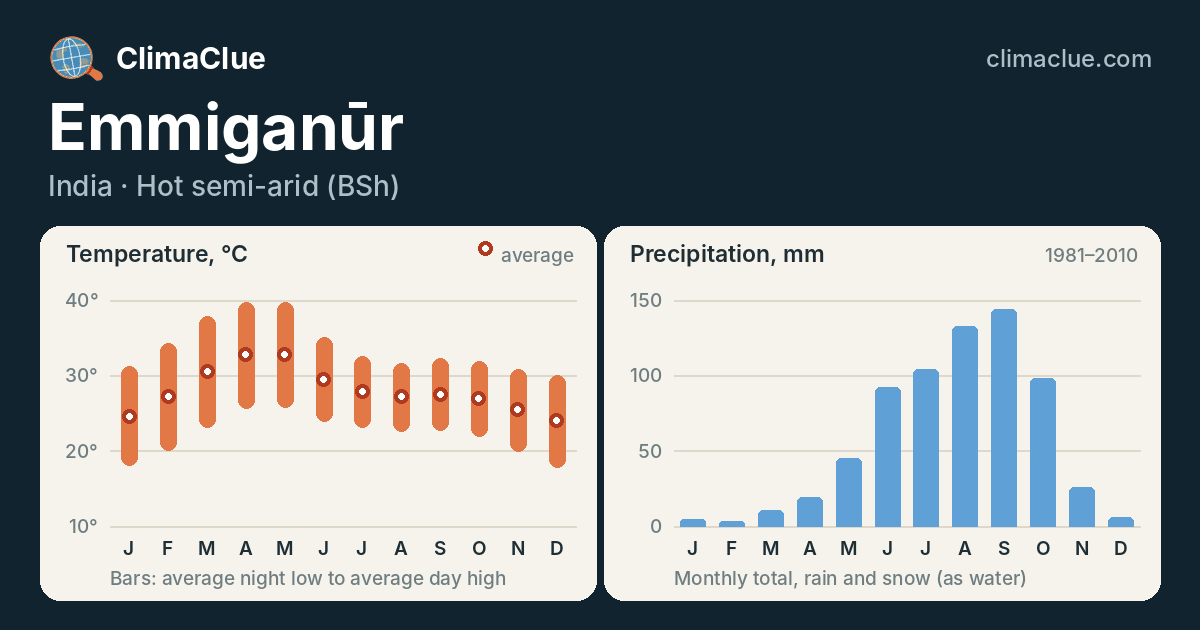 ClimaClue
climaclue.com
Emmiganūr
India · Hot semi-arid (BSh)
Temperature, °C
average
40°
30°
20°
10°
J F M A M J J A S O N D
Bars: average night low to average day high
Precipitation, mm
1981–2010
150
100
50
0
J F M A M J J A S O N D
Monthly total, rain and snow (as water)